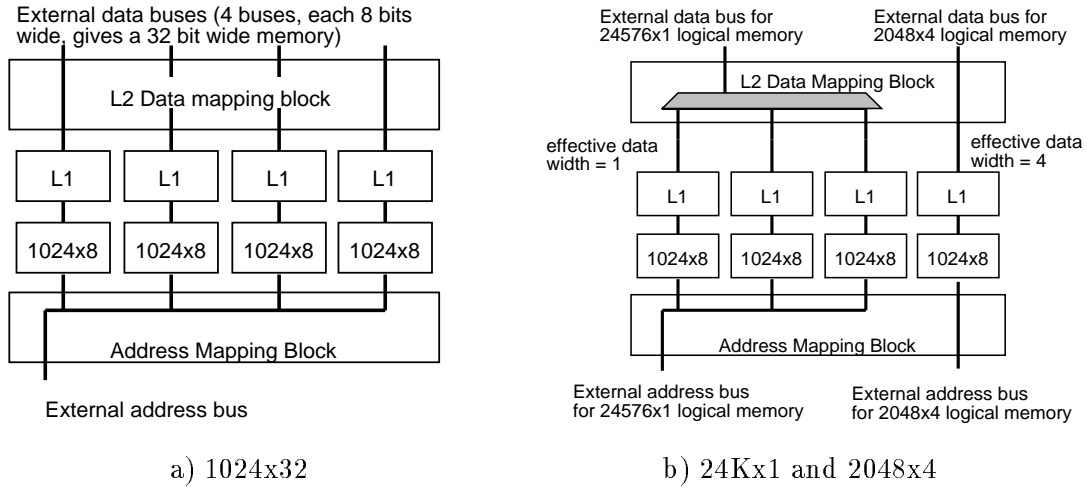 External data buses (4 buses, each 8 bits
wide, gives a 32 bit wide memory)
L2 Data mapping block
L1 L1 L1 L1
1024x8 1024x8 1024x8 1024x8
Address Mapping Block
External address bus
a) 1024x32
External data bus for
24576x1 logical memory
External data bus for
2048x4 logical memory
L2 Data Mapping Block
effective data
width = 1
effective data
width = 4
L1 L1 L1 L1
1024x8 1024x8 1024x8 1024x8
Address Mapping Block
External address bus
for 24576x1 logical memory
External address bus
for 2048x4 logical memory
b) 24Kx1 and 2048x4